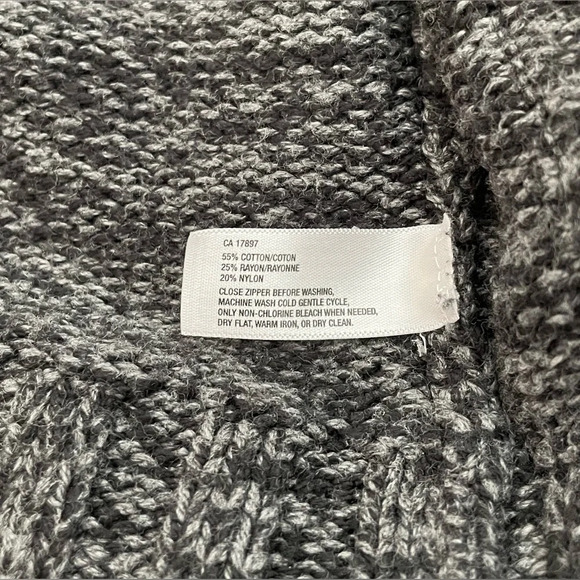 CA 17897
55% COTTON/COTON
25% RAYON/RAYONNE
20% NYLON
CLOSE ZIPPER BEFORE WASHING,
MACHINE WASH COLD GENTLE CYCLE,
ONLY NON-CHLORINE BLEACH WHEN NEEDED,
DRY FLAT, WARM IRON, OR DRY CLEAN.